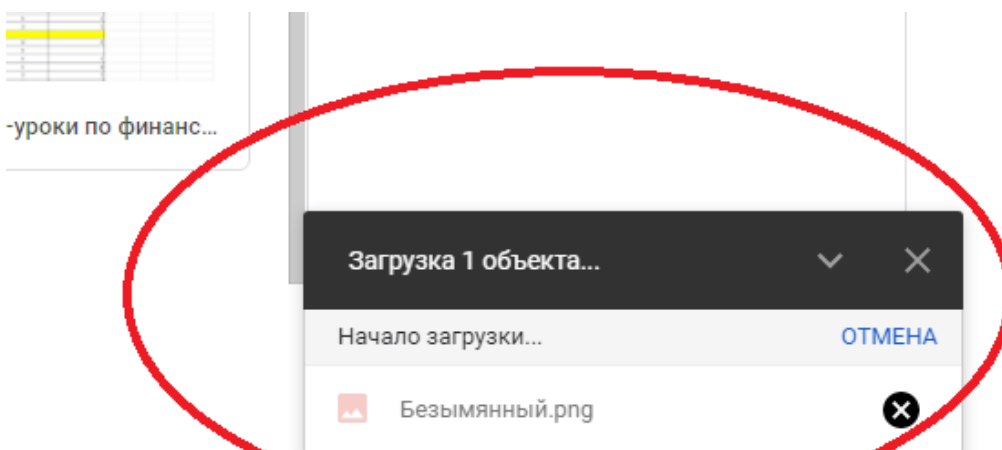 -уроки по финанс...
Загрузка 1 объекта...
Начало загрузки...
ОТМЕНА
Безымянный.png